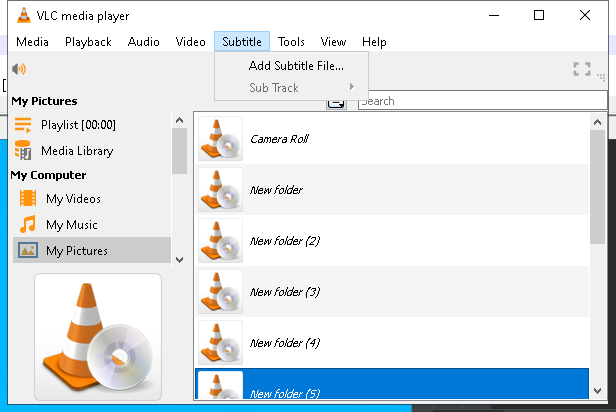 VLC media player
Media Playback Audio Video Subtitle Tools View Help
Add Subtitle File...
Sub Track
My Pictures
Search
Playlist [00:00]
Media Library
My Computer
My Videos
My Music
My Pictures
Camera Roll
New folder
New folder (2)
New folder (3)
New folder (4)
New folder (5)